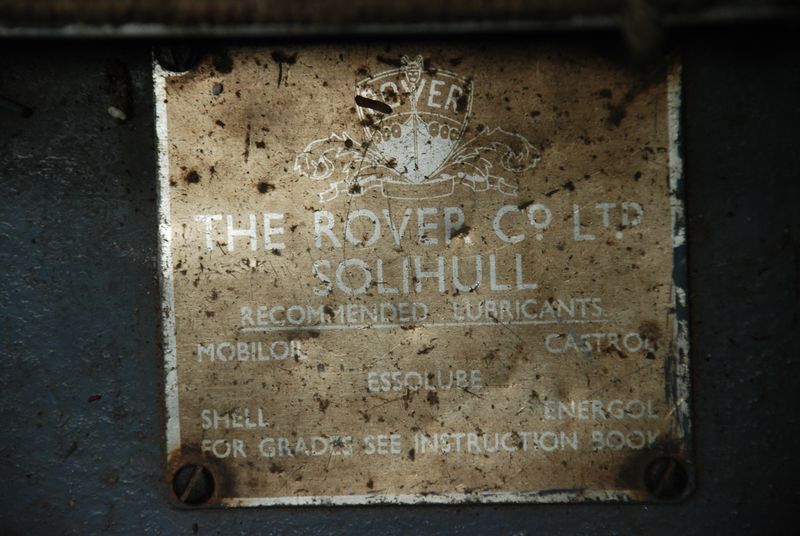 ROVER
THE ROVER CO LTD
SOLIHULL
RECOMMENDED LUBRICANTS
MOBILOIL CASTROL
ESSOLUBE
SHELL ENERGOL
FOR GRADES SEE INSTRUCTION BOOK